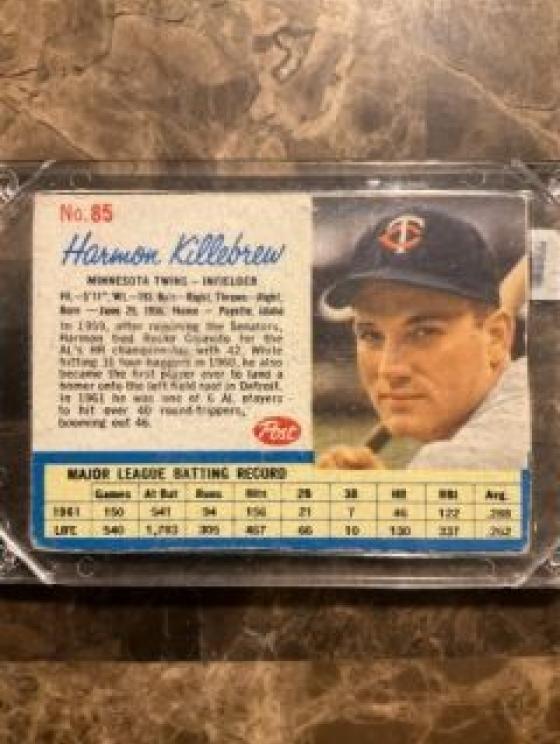 No. 85
Harmon Killebrew
MINNESOTA TWINS — INFIELDER
Ht.—5'11", Wt.—193, Bats—Right, Throws—Right,
Born — June 29, 1936, Home — Payette, Idaho
In 1959, after rejoining the Senators,
Harmon tied Rocky Colavito for the
AL's HR championship with 42. While
hitting 31 four-baggers in 1960, he also
became the first player ever to land a
homer onto the left field roof in Detroit.
In 1961 he was one of 6 AL players
to hit over 40 round-trippers,
booming out 46.
Post
TC
MAJOR LEAGUE BATTING RECORD
Games At Bat Runs Hits 2B 3B HR RBI Avg.
1961 150 541 94 156 21 7 46 122 .288
LIFE 540 1,783 305 467 66 10 130 337 .262